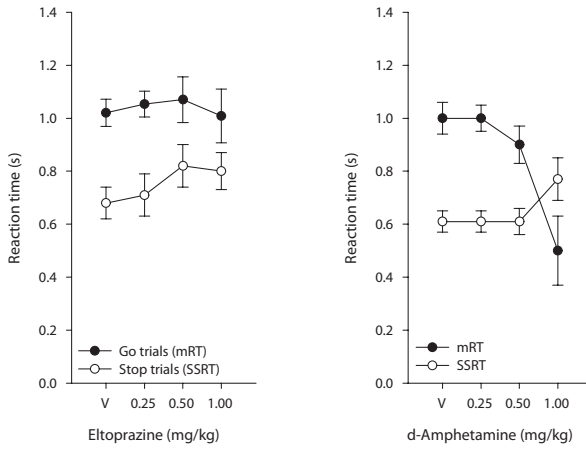 1.4
1.2
1.0
0.8
0.6
0.4
0.2
0.0
Reaction time (s)
Go trials (mRT)
Stop trials (SSRT)
V 0.25 0.50 1.00
Eltoprazine (mg/kg)
1.4
1.2
1.0
0.8
0.6
0.4
0.2
0.0
Reaction time (s)
mRT
SSRT
V 0.25 0.50 1.00
d-Amphetamine (mg/kg)